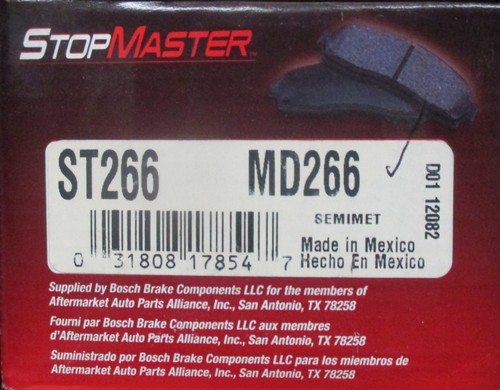 STOPMASTER™
ST266 MD266
SEMIMET
D01 12082
Made in Mexico
Hecho En Mexico
0 31808 17854 7
Supplied by Bosch Brake Components LLC for the members of
Aftermarket Auto Parts Alliance, Inc., San Antonio, TX 78258
Fourni par Bosch Brake Components LLC aux membres
d'Aftermarket Auto Parts Alliance, Inc., San Antonio, TX 78258
Suministrado por Bosch Brake Components LLC para los miembros de
Aftermarket Auto Parts Alliance, Inc., San Antonio, TX 78258